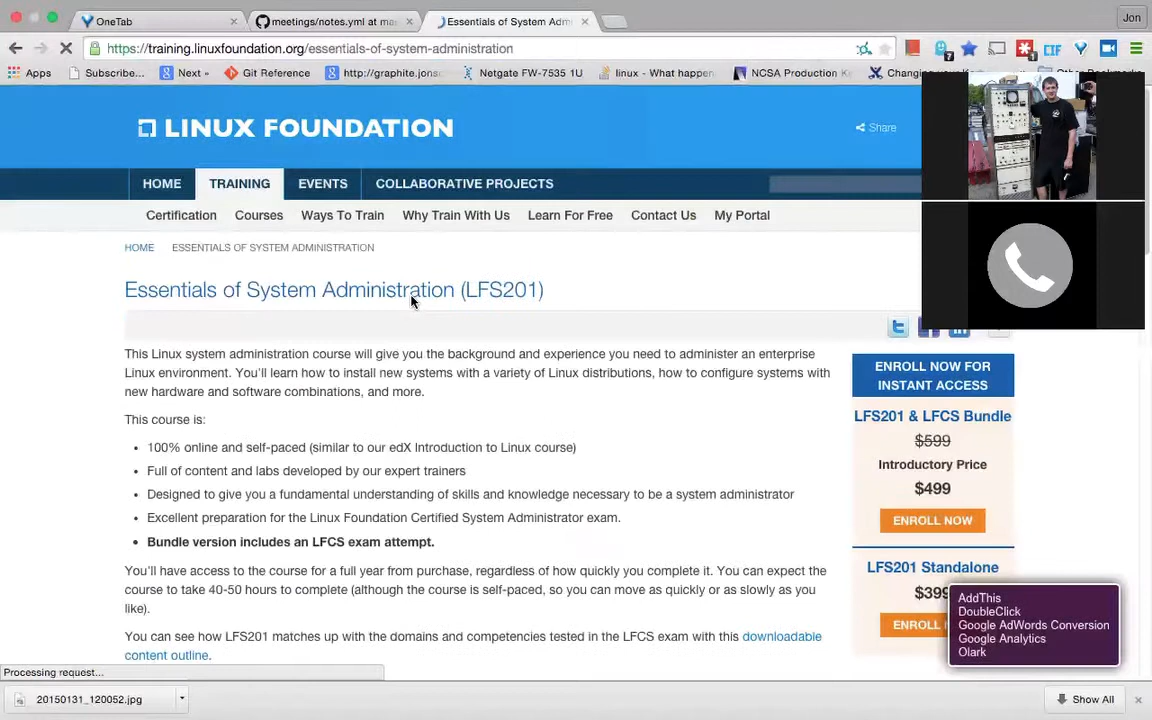 OneTab
meetings/notes.yml at mas
Essentials of System Adm
Jon
https://training.linuxfoundation.org/essentials-of-system-administration
Apps
Subscribe...
Next »
Git Reference
http://graphite.jons
Netgate FW-7535 1U
linux - What happen
NCSA Production
Changing
LINUX FOUNDATION
Share
HOME
TRAINING
EVENTS
COLLABORATIVE PROJECTS
Certification
Courses
Ways To Train
Why Train With Us
Learn For Free
Contact Us
My Portal
HOME
ESSENTIALS OF SYSTEM ADMINISTRATION
Essentials of System Administration (LFS201)
This Linux system administration course will give you the background and experience you need to administer an enterprise
Linux environment. You'll learn how to install new systems with a variety of Linux distributions, how to configure systems with
new hardware and software combinations, and more.
This course is:
• 100% online and self-paced (similar to our edX Introduction to Linux course)
• Full of content and labs developed by our expert trainers
• Designed to give you a fundamental understanding of skills and knowledge necessary to be a system administrator
• Excellent preparation for the Linux Foundation Certified System Administrator exam.
• Bundle version includes an LFCS exam attempt.
You'll have access to the course for a full year from purchase, regardless of how quickly you complete it. You can expect the
course to take 40-50 hours to complete (although the course is self-paced, so you can move as quickly or as slowly as you
like).
You can see how LFS201 matches up with the domains and competencies tested in the LFCS exam with this downloadable
content outline.
ENROLL NOW FOR
INSTANT ACCESS
LFS201 & LFCS Bundle
$599
Introductory Price
$499
ENROLL NOW
LFS201 Standalone
$399
ENROLL
AddThis
DoubleClick
Google AdWords Conversion
Google Analytics
Olark
Processing request...
20150131_120052.jpg
Show All